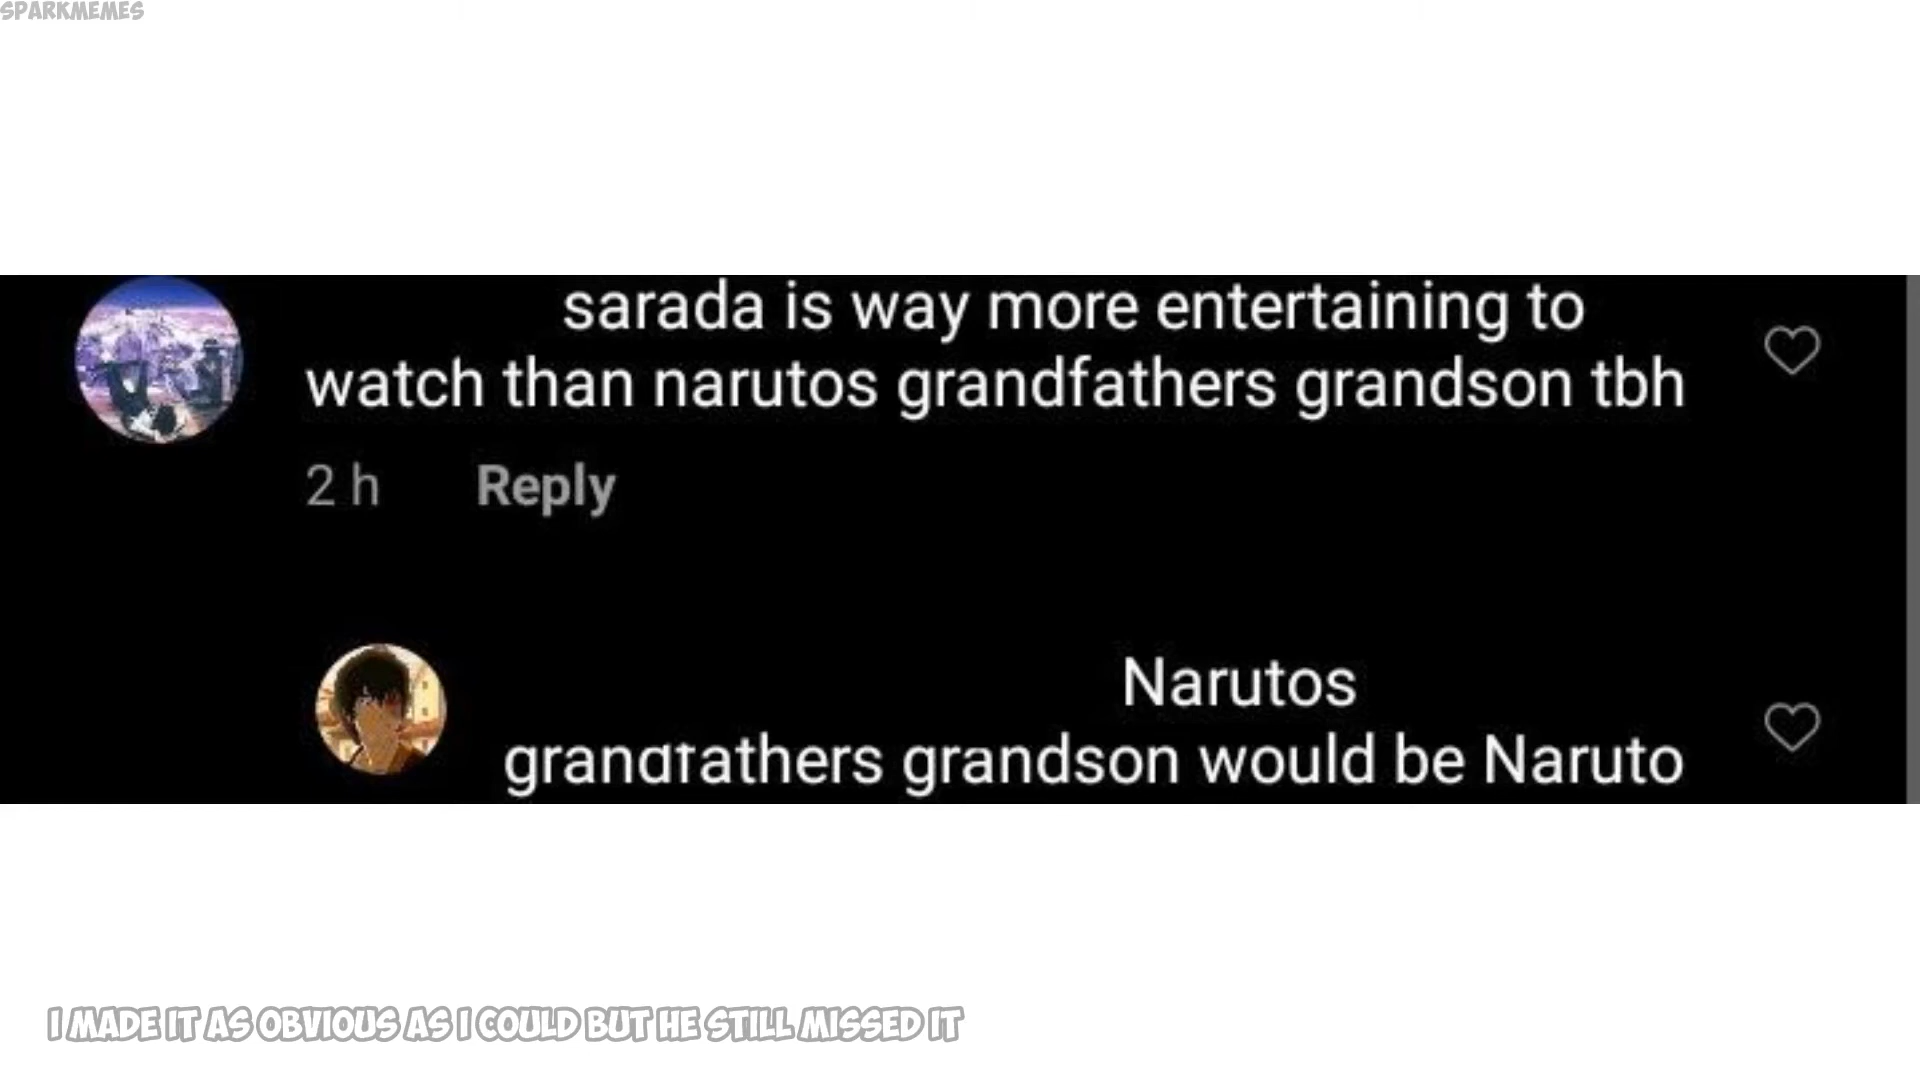 SPARKMEMES
sarada is way more entertaining to
watch than narutos grandfathers grandson tbh
2 h Reply
Narutos
grandfathers grandson would be Naruto
I MADE IT AS OBVIOUS AS I COULD BUT HE STILL MISSED IT